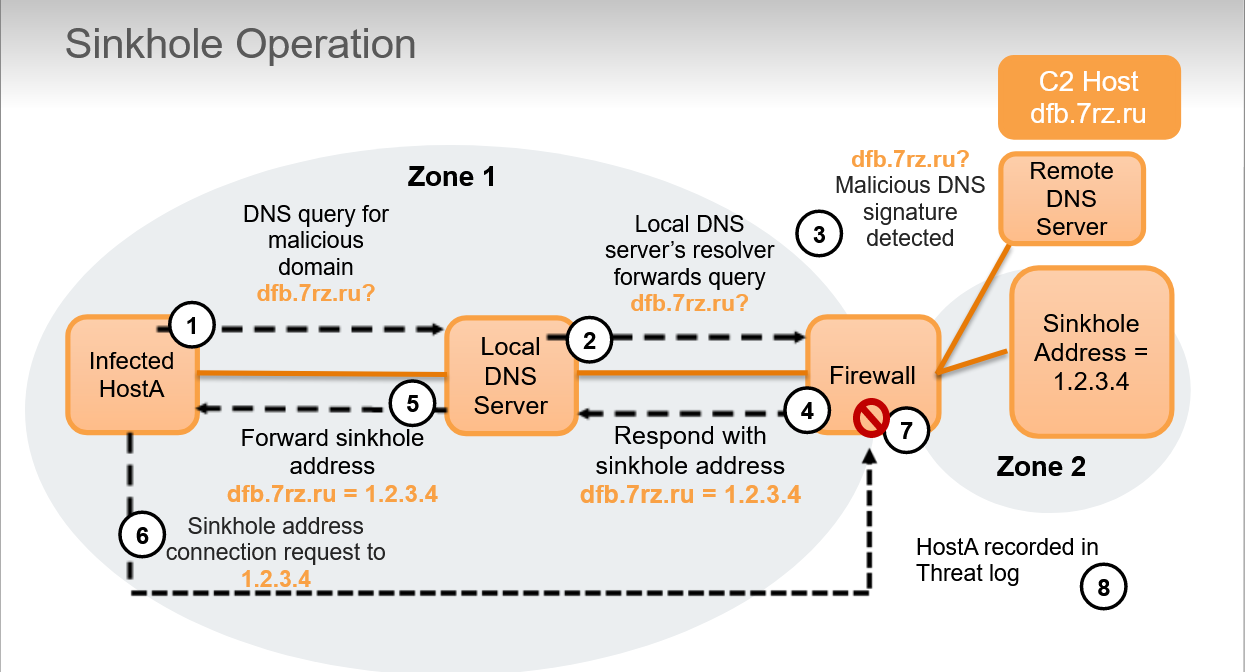 Sinkhole Operation
C2 Host
dfb.7rz.ru
Zone 1
dfb.7rz.ru?
Malicious DNS
signature
detected
3
Remote
DNS
Server
DNS query for
malicious
domain
dfb.7rz.ru?
Local DNS
server’s resolver
forwards query
dfb.7rz.ru?
1
2
Infected
HostA
Local
DNS
Server
Firewall
Sinkhole
Address =
1.2.3.4
5
4
7
Forward sinkhole
address
dfb.7rz.ru = 1.2.3.4
Respond with
sinkhole address
dfb.7rz.ru = 1.2.3.4
Zone 2
6
Sinkhole address
connection request to
1.2.3.4
HostA recorded in
Threat log
8